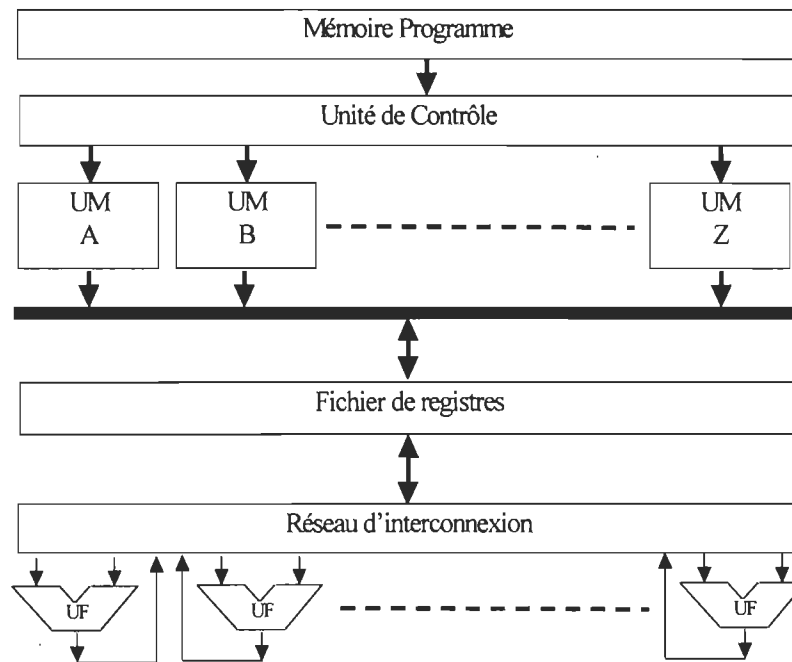 Mémoire Programme
Unité de Contrôle
UM
A
UM
B
UM
Z
Fichier de registres
Réseau d'interconnexion
UF
UF
UF